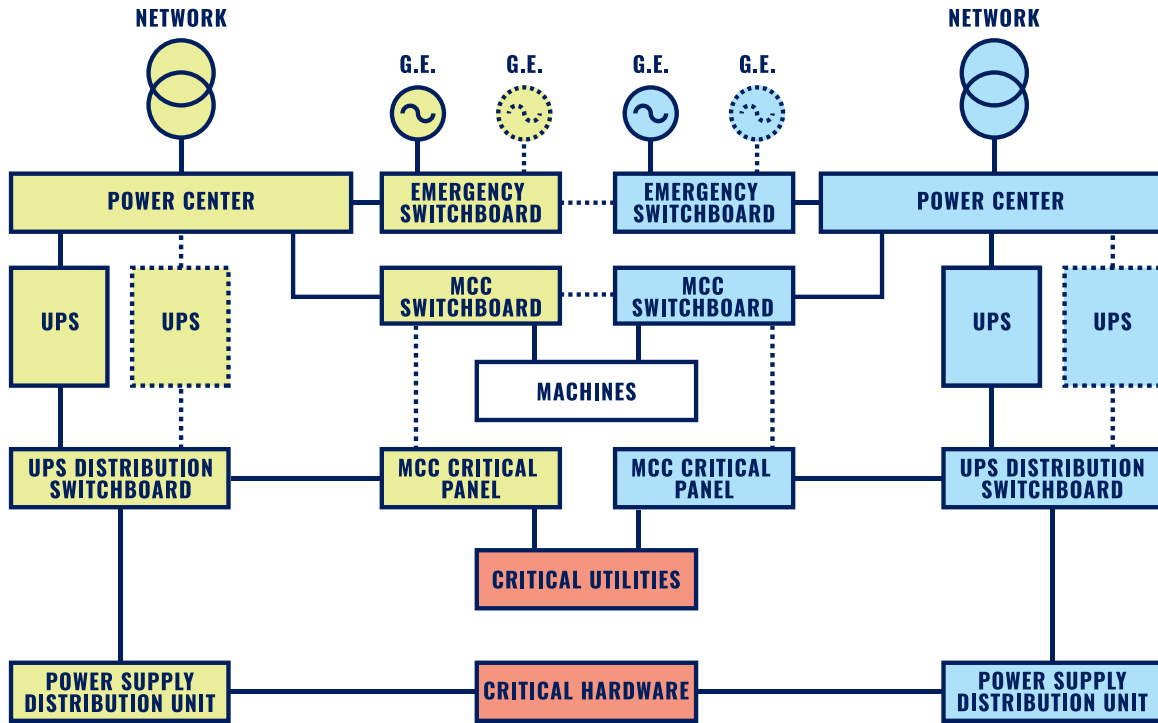 NETWORK
NETWORK
G.E.
G.E.
G.E.
G.E.
POWER CENTER
EMERGENCY
SWITCHBOARD
EMERGENCY
SWITCHBOARD
POWER CENTER
MCC
SWITCHBOARD
MCC
SWITCHBOARD
UPS
UPS
UPS
UPS
MACHINES
UPS DISTRIBUTION
SWITCHBOARD
MCC CRITICAL
PANEL
MCC CRITICAL
PANEL
UPS DISTRIBUTION
SWITCHBOARD
CRITICAL UTILITIES
POWER SUPPLY
DISTRIBUTION UNIT
CRITICAL HARDWARE
POWER SUPPLY
DISTRIBUTION UNIT